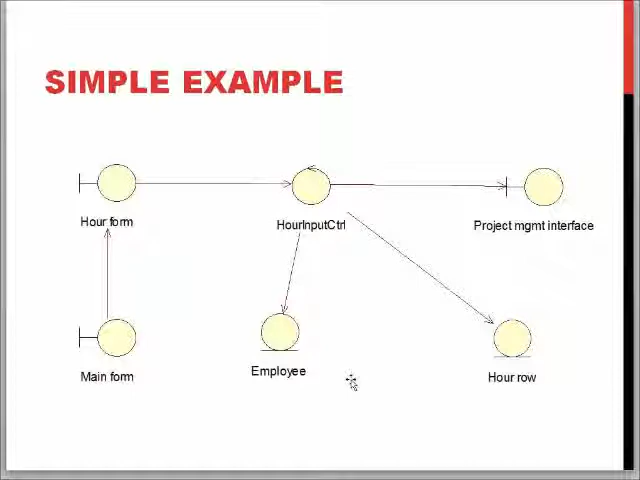 SIMPLE EXAMPLE
Hour form
HourInputCtrl
Project mgmt interface
Main form
Employee
Hour row